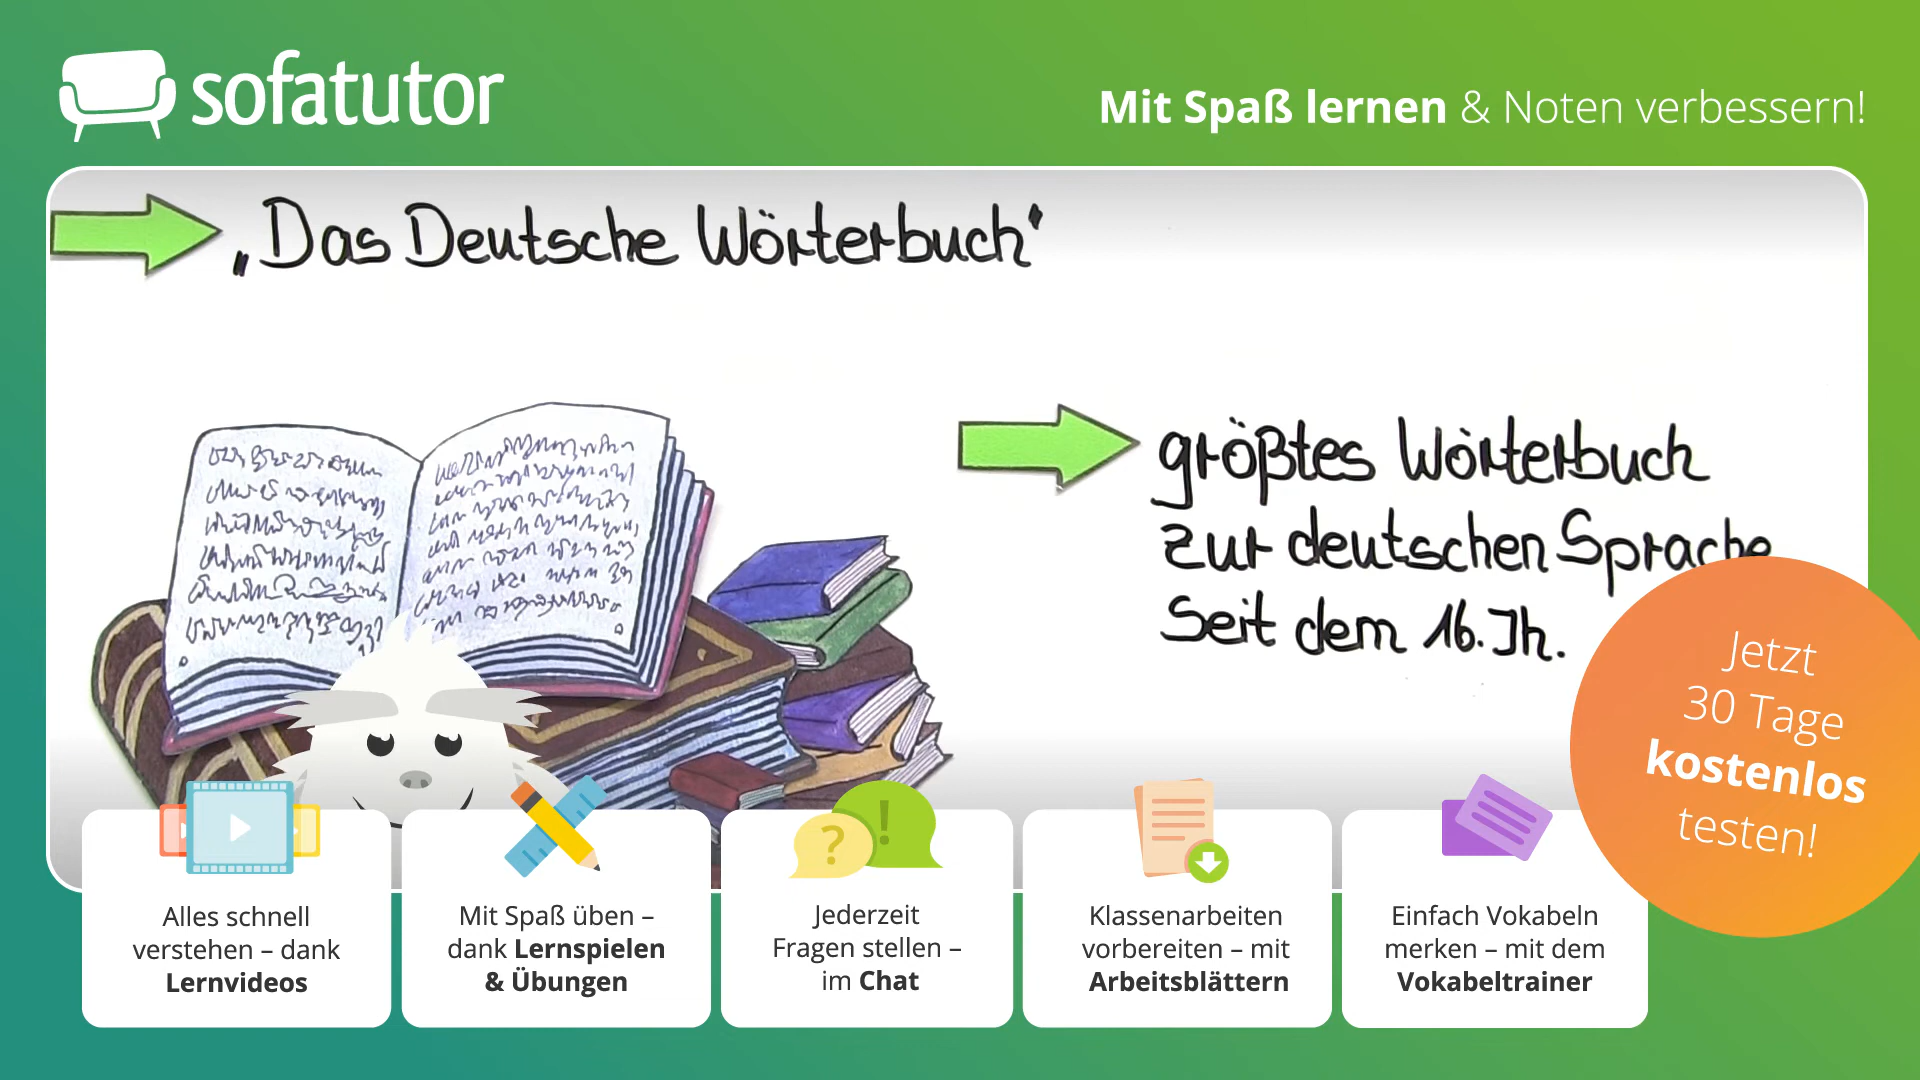 sofatutor
Mit Spaß lernen & Noten verbessern!
„Das Deutsche Wörterbuch“
größtes Wörterbuch
zur deutschen Sprache
Seit dem 16. Jh.
Jetzt
30 Tage
kostenlos
testen!
Alles schnell
verstehen – dank
Lernvideos
Mit Spaß üben –
dank Lernspielen
& Übungen
?
!
Jederzeit
Fragen stellen –
im Chat
Klassenarbeiten
vorbereiten – mit
Arbeitsblättern
Einfach Vokabeln
merken – mit dem
Vokabeltrainer